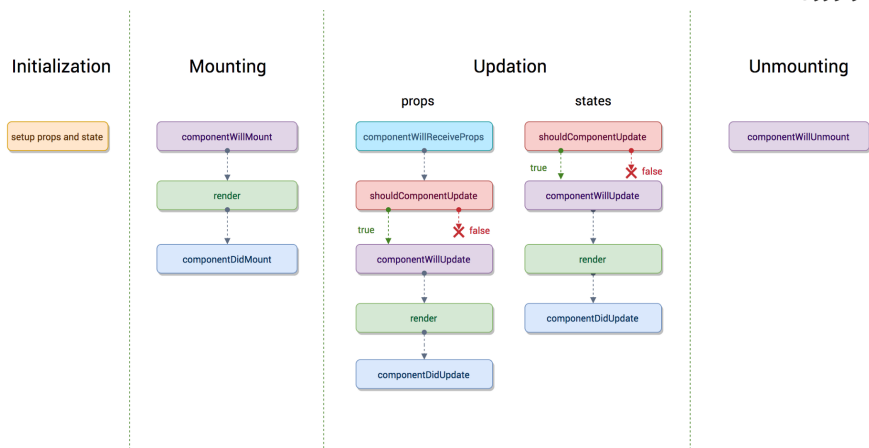 Initialization
Mounting
Updation
Unmounting
props
states
setup props and state
componentWillMount
componentWillReceiveProps
shouldComponentUpdate
componentWillUnmount
true
false
render
shouldComponentUpdate
componentWillUpdate
true
false
componentDidMount
componentWillUpdate
render
render
componentDidUpdate
componentDidUpdate